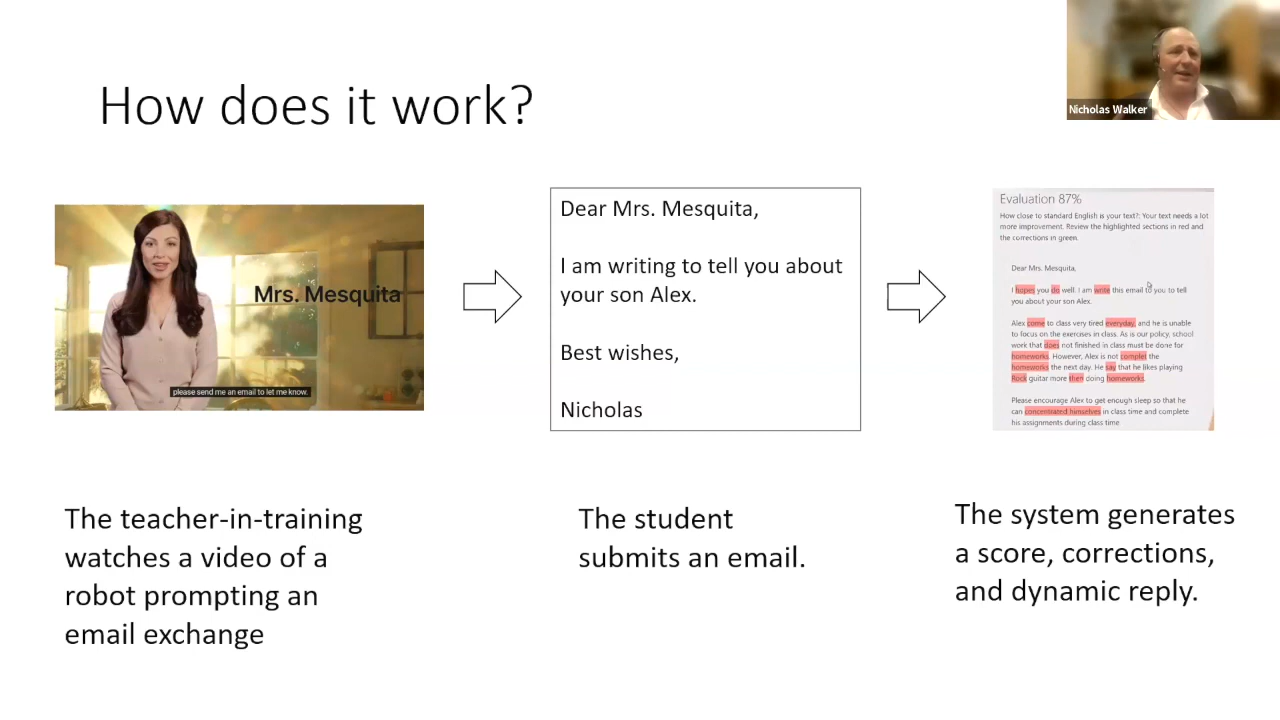 How does it work?
Nicholas Walker
Mrs. Mesquita
please send me an email to let me know.
Dear Mrs. Mesquita,
I am writing to tell you about
your son Alex.
Best wishes,
Nicholas
Evaluation 87%
How close to standard English is your text?: Your text needs a lot
more improvement. Review the highlighted sections in red and
the corrections in green.
Dear Mrs. Mesquita,
I hopes you do well. I am write this email to you to tell
you about your son Alex.
Alex come to class very tired everyday, and he is unable
to focus on the exercises in class. As is our policy, school
work that does not finished in class must be done for
homeworks. However, Alex is not complet the
homeworks the next day. He say that he likes playing
Rock guitar more then doing homeworks.
Please encourage Alex to get enough sleep so that he
can concentrated himselves in class time and complete
his assignments during class time
The teacher-in-training
watches a video of a
robot prompting an
email exchange
The student
submits an email.
The system generates
a score, corrections,
and dynamic reply.